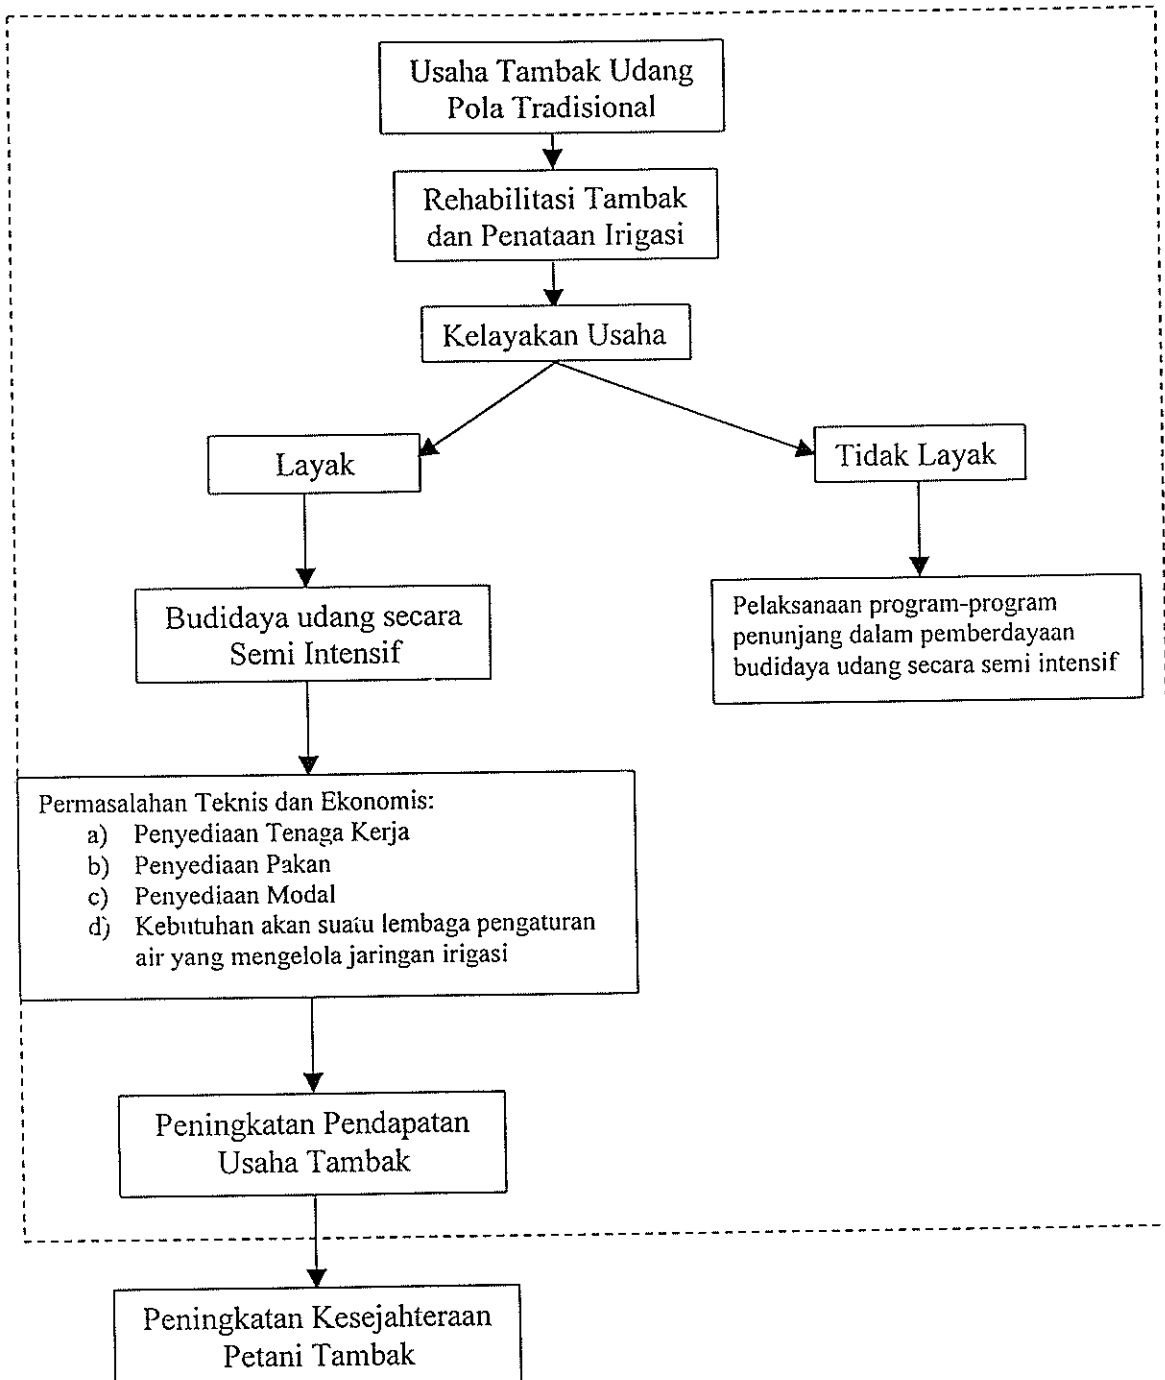 Usaha Tambak Udang
Pola Tradisional
Rehabilitasi Tambak
dan Penataan Irigasi
Kelayakan Usaha
Layak
Tidak Layak
Budidaya udang secara
Semi Intensif
Pelaksanaan program-program
penunjang dalam pemberdayaan
budidaya udang secara semi intensif
Permasalahan Teknis dan Ekonomis:
a) Penyediaan Tenaga Kerja
b) Penyediaan Pakan
c) Penyediaan Modal
d) Kebutuhan akan suatu lembaga pengaturan
air yang mengelola jaringan irigasi
Peningkatan Pendapatan
Usaha Tambak
Peningkatan Kesejahteraan
Petani Tambak